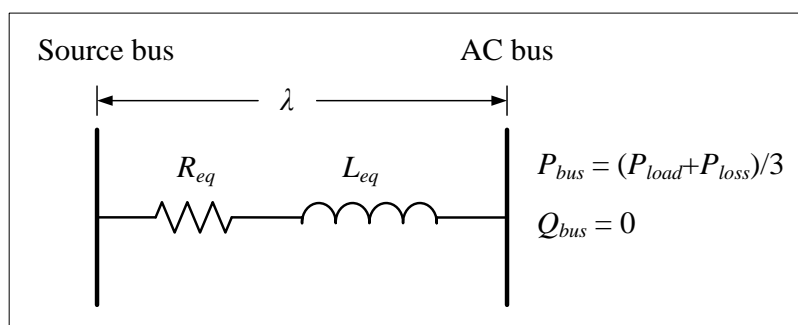 Source bus
AC bus
λ
R_eq
L_eq
P_bus = (P_load+P_loss)/3
Q_bus = 0